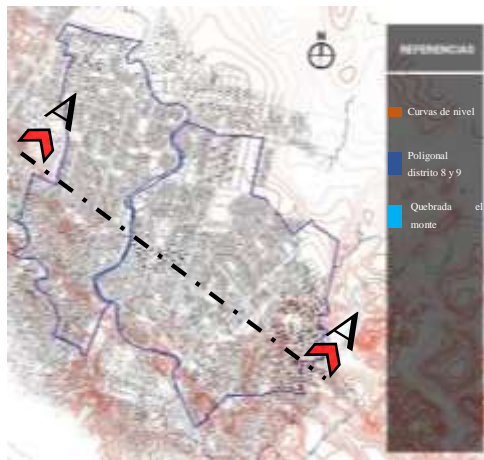 N
REFERENCIAS
A
Curvas de nivel
Poligonal
distrito 8 y 9
Quebrada el
monte
A